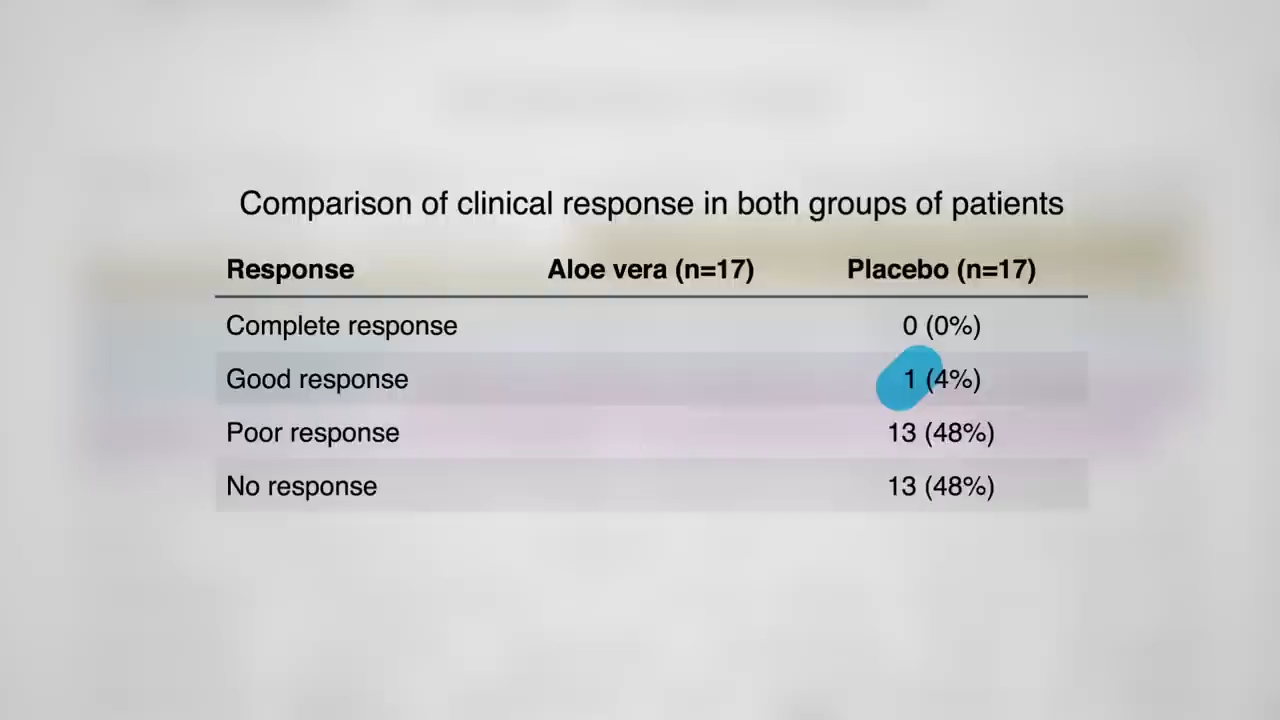 Comparison of clinical response in both groups of patients
Response Aloe vera (n=17) Placebo (n=17)
Complete response 0 (0%)
Good response 1 (4%)
Poor response 13 (48%)
No response 13 (48%)